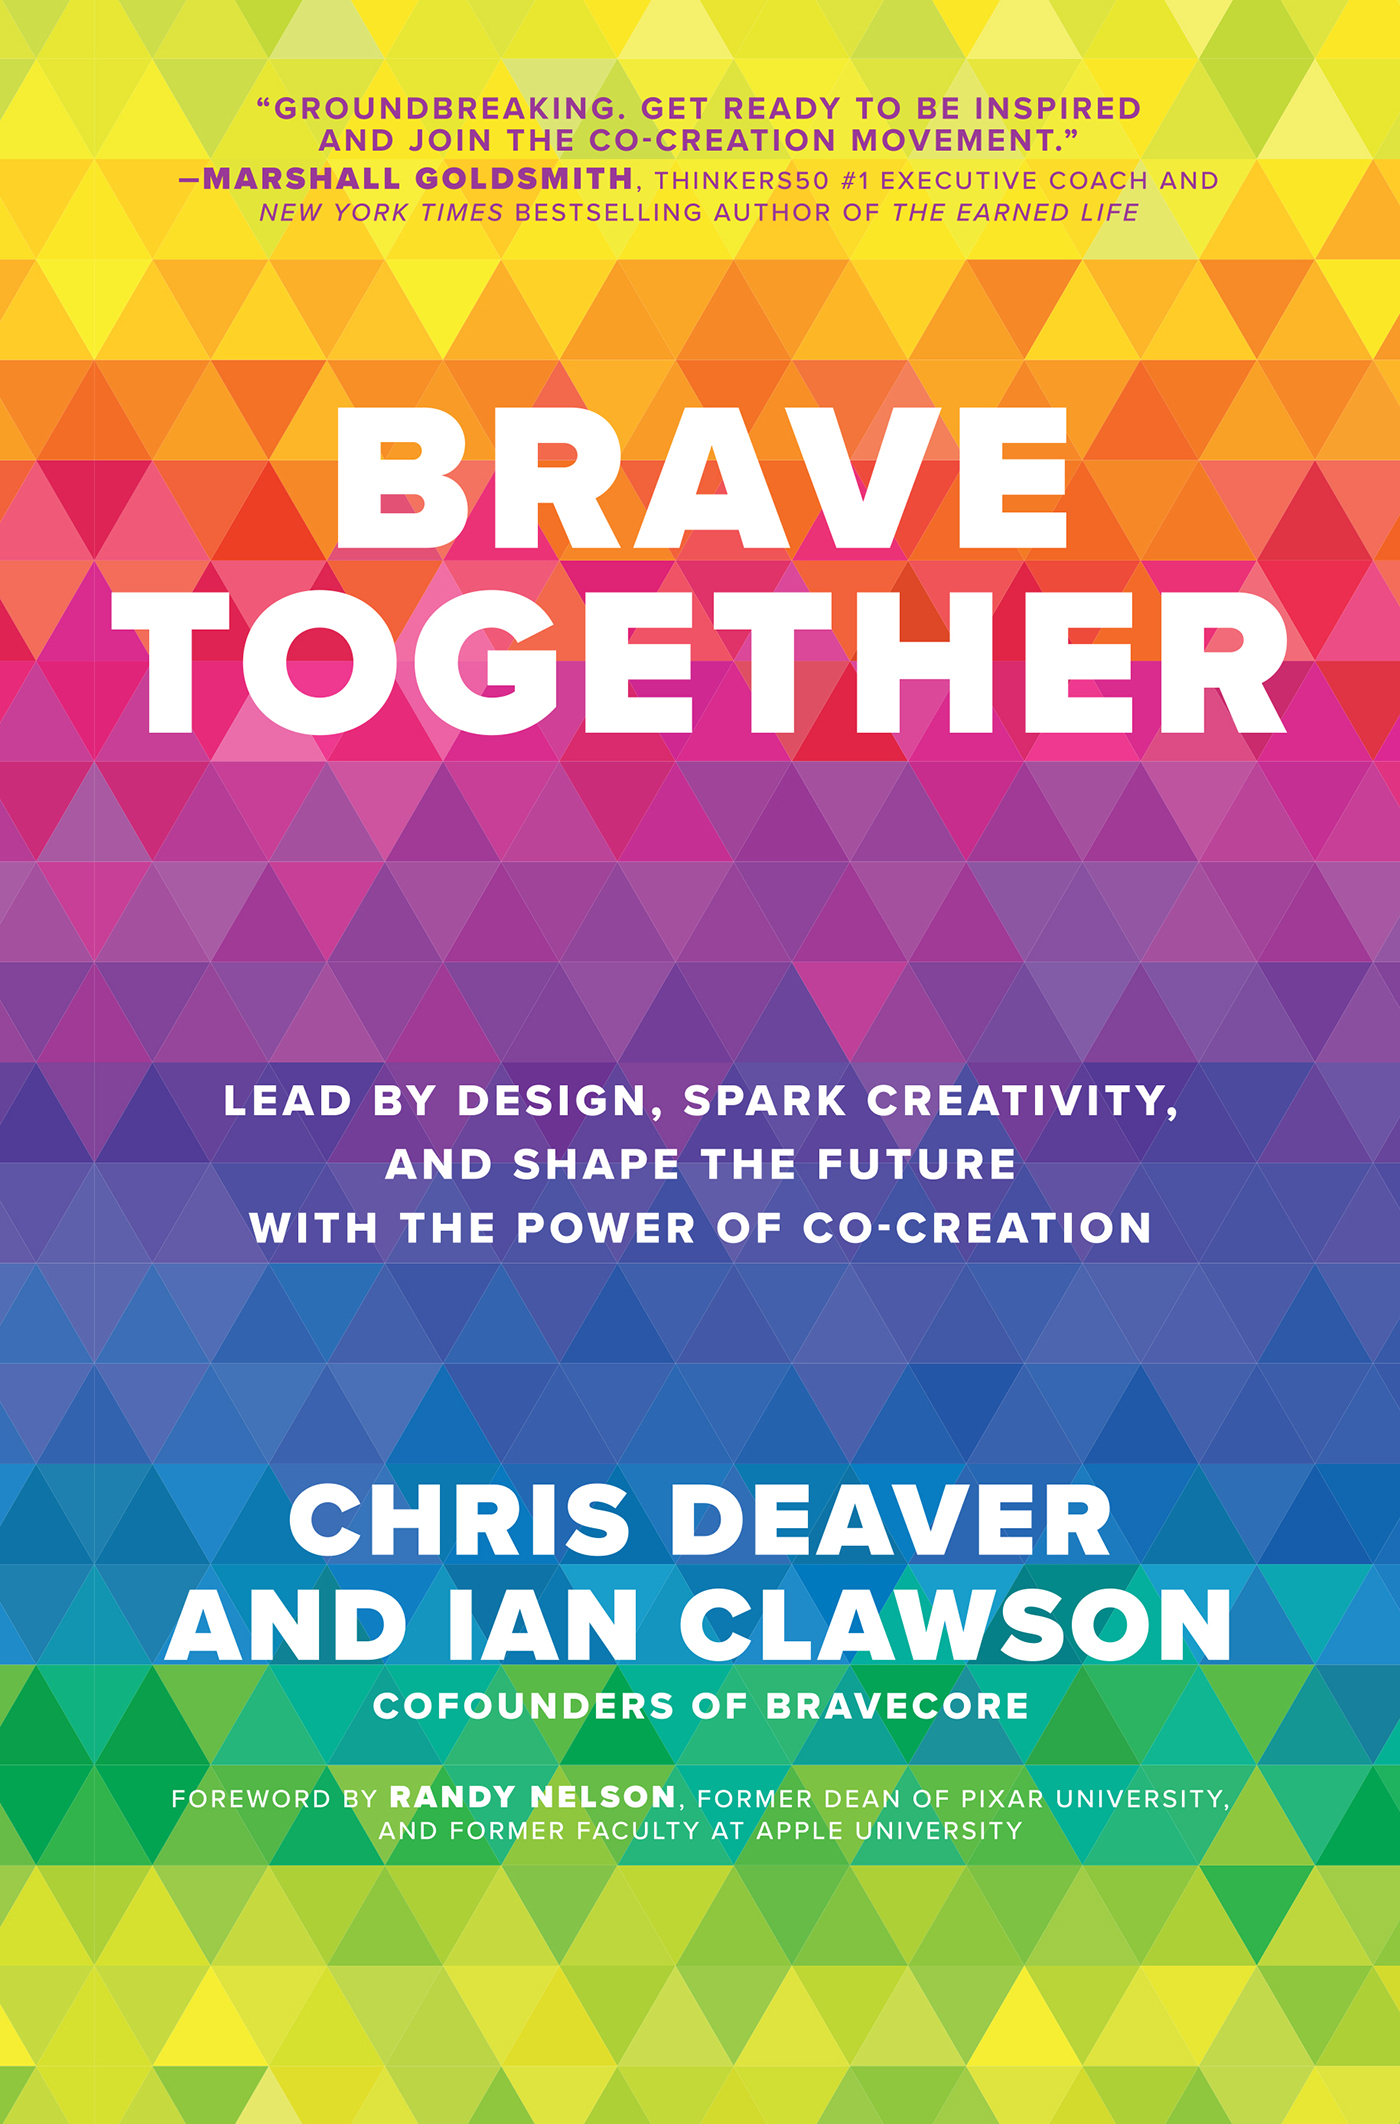 “GROUNDBREAKING. GET READY TO BE INSPIRED
AND JOIN THE CO-CREATION MOVEMENT.”
—MARSHALL GOLDSMITH, THINKERS50 #1 EXECUTIVE COACH AND
NEW YORK TIMES BESTSELLING AUTHOR OF THE EARNED LIFE
BRAVE
TOGETHER
LEAD BY DESIGN, SPARK CREATIVITY,
AND SHAPE THE FUTURE
WITH THE POWER OF CO-CREATION
CHRIS DEAVER
AND IAN CLAWSON
COFOUNDERS OF BRAVECORE
FOREWORD BY RANDY NELSON, FORMER DEAN OF PIXAR UNIVERSITY,
AND FORMER FACULTY AT APPLE UNIVERSITY